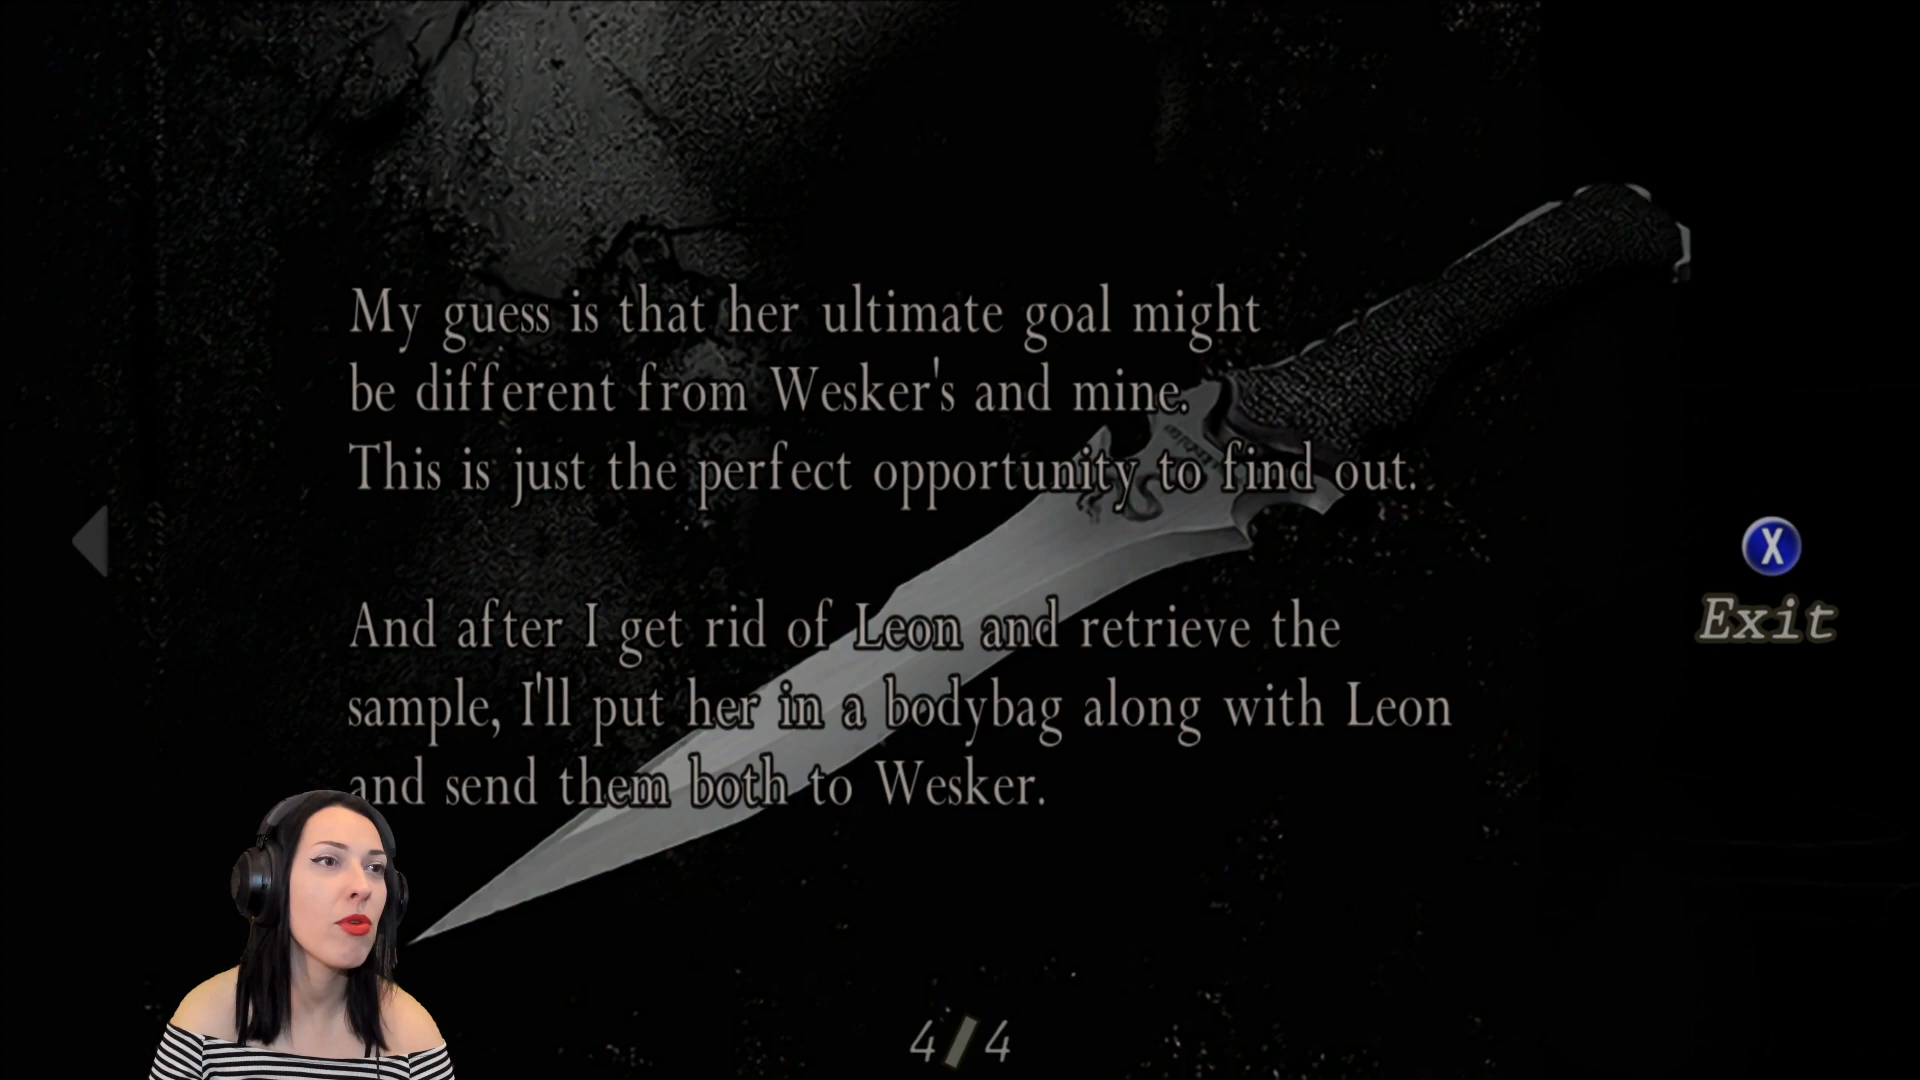 My guess is that her ultimate goal might
be different from Wesker's and mine.
This is just the perfect opportunity to find out.
And after I get rid of Leon and retrieve the
sample, I'll put her in a bodybag along with Leon
and send them both to Wesker.
X
Exit
4/4